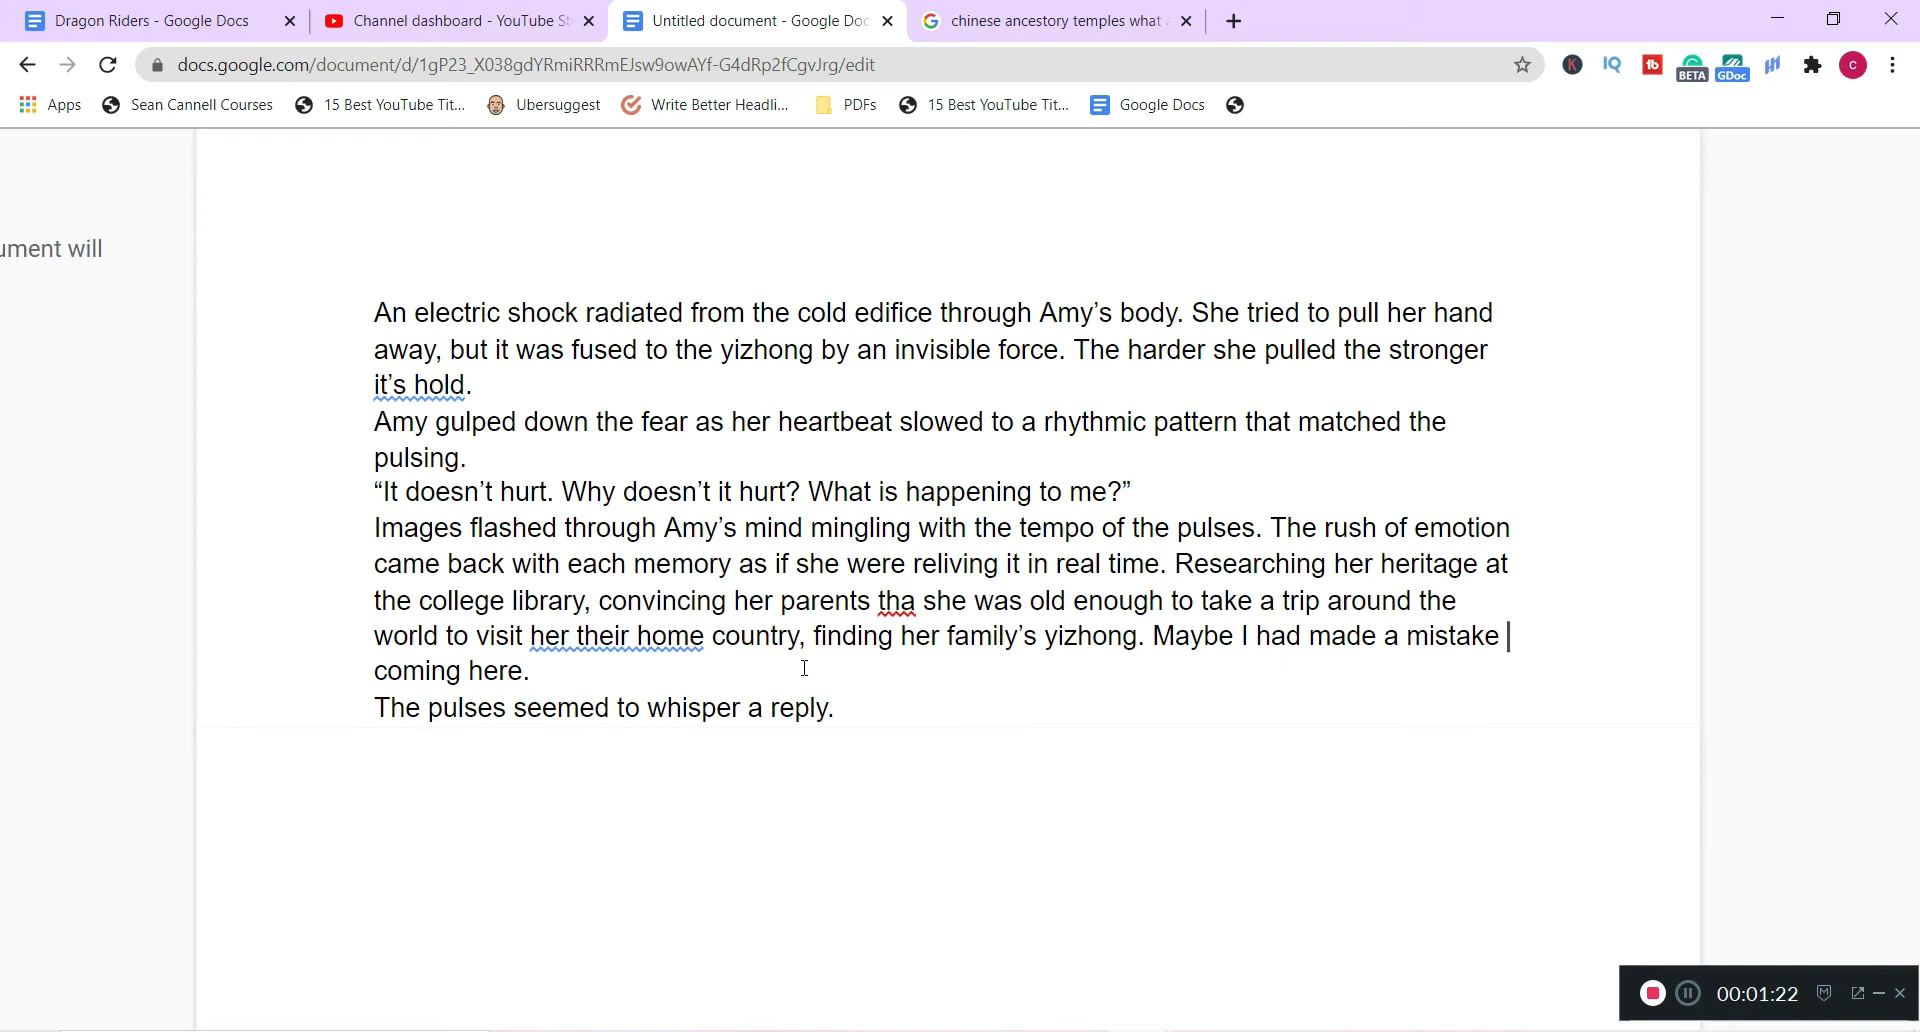 Dragon Riders - Google Docs
Channel dashboard - YouTube St
Untitled document - Google Doc
chinese ancestory temples what a
docs.google.com/document/d/1gP23_X038gdYRmiRRRmEJsw9owAYf-G4dRp2fCgvJrg/edit
K IQ tb BETA GDoc C
Apps Sean Cannell Courses 15 Best YouTube Tit... Ubersuggest Write Better Headli... PDFs 15 Best YouTube Tit... Google Docs
ument will
An electric shock radiated from the cold edifice through Amy’s body. She tried to pull her hand
away, but it was fused to the yizhong by an invisible force. The harder she pulled the stronger
it’s hold.
Amy gulped down the fear as her heartbeat slowed to a rhythmic pattern that matched the
pulsing.
“It doesn’t hurt. Why doesn’t it hurt? What is happening to me?”
Images flashed through Amy’s mind mingling with the tempo of the pulses. The rush of emotion
came back with each memory as if she were reliving it in real time. Researching her heritage at
the college library, convincing her parents tha she was old enough to take a trip around the
world to visit her their home country, finding her family’s yizhong. Maybe I had made a mistake
coming here.
The pulses seemed to whisper a reply.
00:01:22